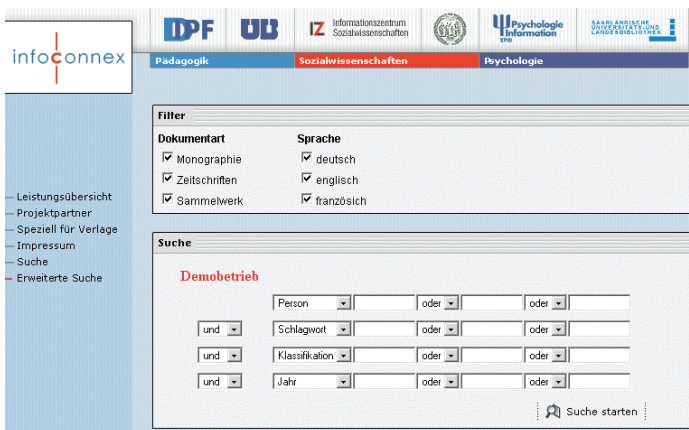 infoconnex
DPF
UB
IZ Informationszentrum
Sozialwissenschaften
Psychologie
Information
ZPID
SAARLÄNDISCHE
UNIVERSITÄTS-UND
LANDESBIBLIOTHEK
Pädagogik Sozialwissenschaften Psychologie
Filter
Dokumentart Sprache
Monographie deutsch
Zeitschriften englisch
Sammelwerk französich
Leistungsübersicht
Projektpartner
Speziell für Verlage
Impressum
Suche
Erweiterte Suche
Suche
Demobetrieb
Person oder oder
und Schlagwort oder oder
und Klassifikation oder oder
und Jahr oder oder
Suche starten